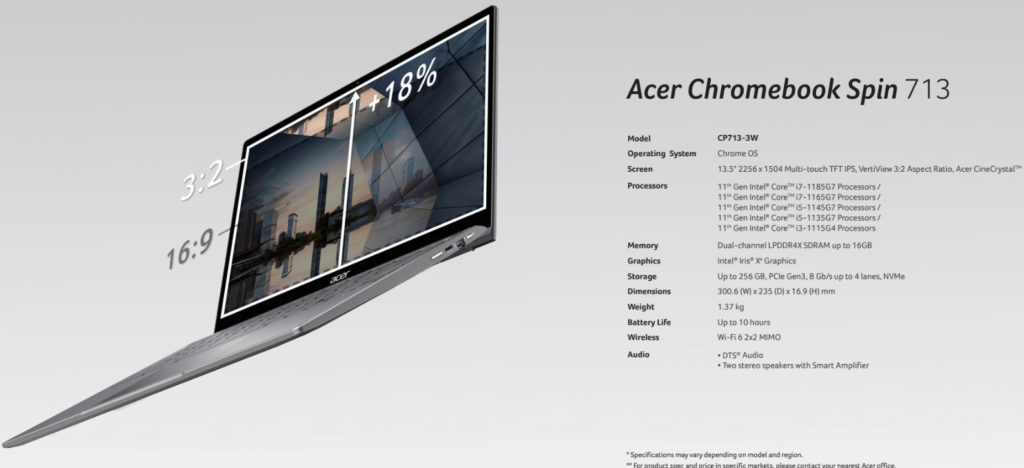 +18%
3:2
16:9
acer
Acer Chromebook Spin 713
Model CP713-3W
Operating System Chrome OS
Screen 13.5" 2256 x 1504 Multi-touch TFT IPS, VertiView 3:2 Aspect Ratio, Acer CineCrystal™
Processors 11th Gen Intel® Core™ i7-1185G7 Processors /
11th Gen Intel® Core™ i7-1165G7 Processors /
11th Gen Intel® Core™ i5-1145G7 Processors /
11th Gen Intel® Core™ i5-1135G7 Processors /
11th Gen Intel® Core™ i3-1115G4 Processors
Memory Dual-channel LPDDR4X SDRAM up to 16GB
Graphics Intel® Iris® Xe Graphics
Storage Up to 256 GB, PCIe Gen3, 8 Gb/s up to 4 lanes, NVMe
Dimensions 300.6 (W) x 235 (D) x 16.9 (H) mm
Weight 1.37 kg
Battery Life Up to 10 hours
Wireless Wi-Fi 6 2x2 MIMO
Audio • DTS® Audio
• Two stereo speakers with Smart Amplifier
* Specifications may vary depending on model and region.
** For product spec and price in specific markets, please contact your nearest Acer office.